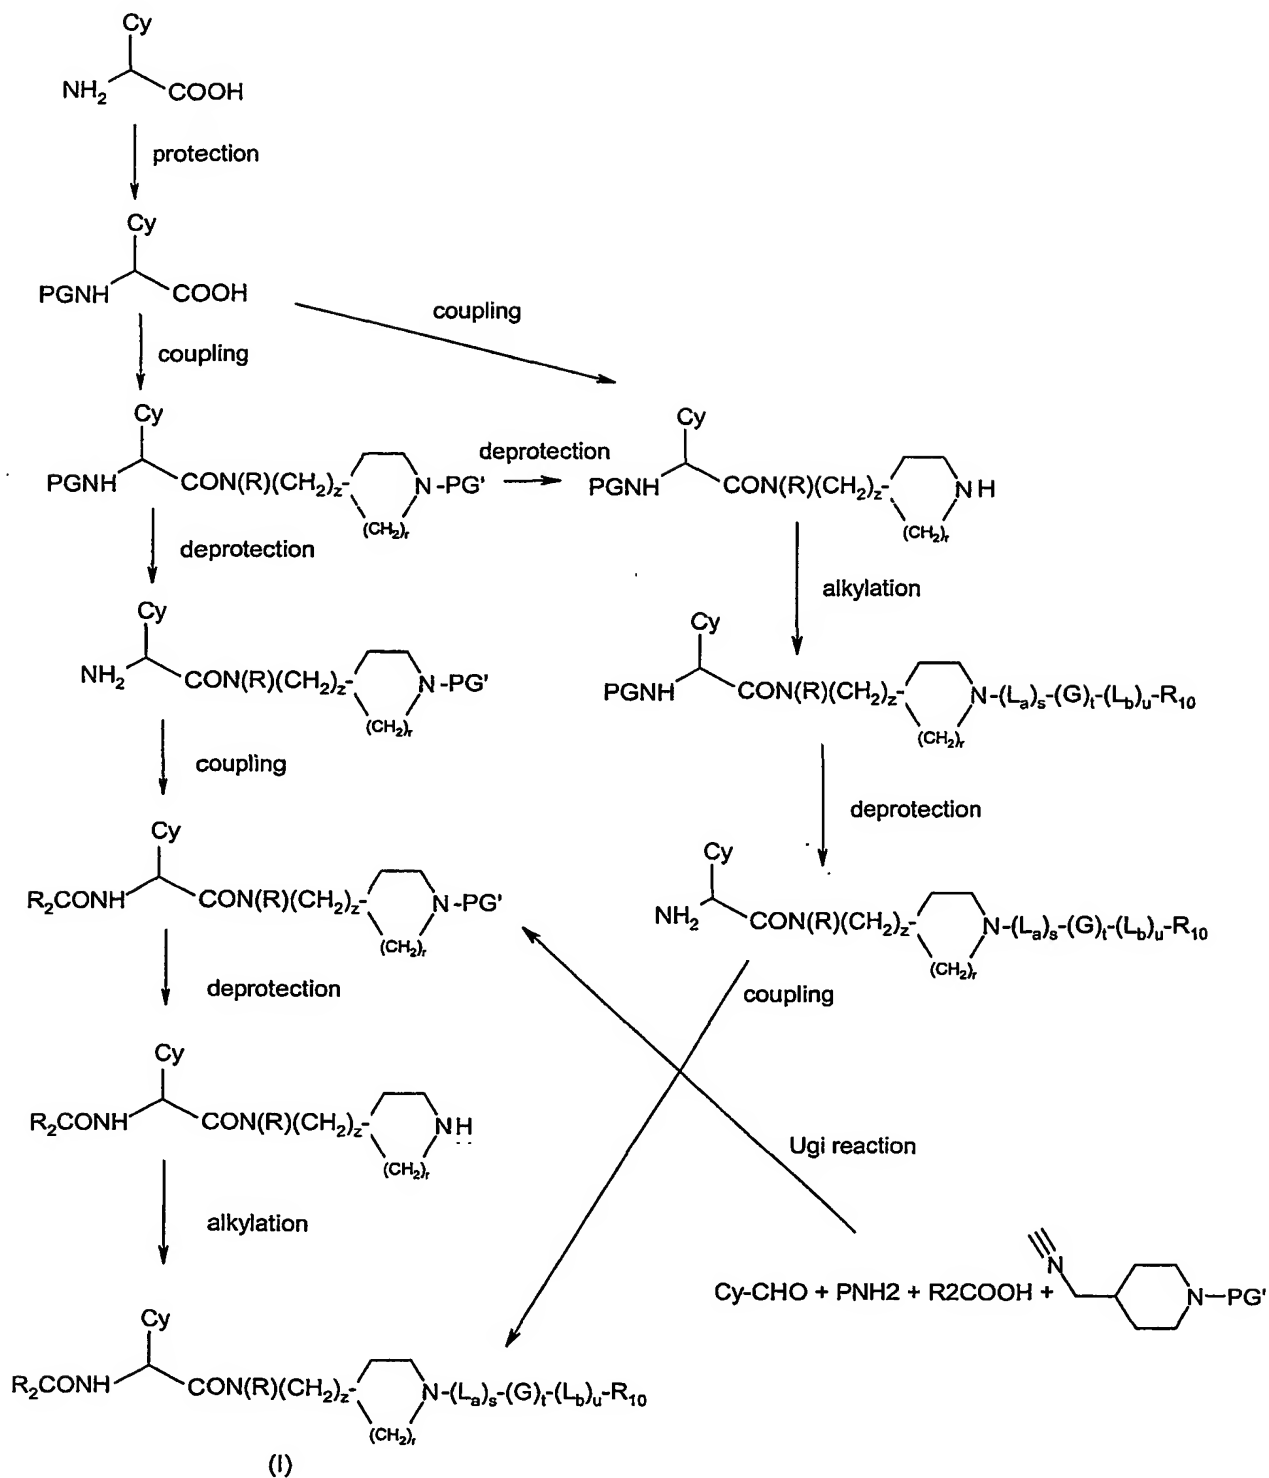 Cy
NH2 COOH
protection
Cy
PGNH COOH
coupling
coupling
Cy
PGNH CON(R)(CH2)z- N-PG'
(CH2)r
deprotection
Cy
PGNH CON(R)(CH2)z- NH
(CH2)r
deprotection
alkylation
Cy
NH2 CON(R)(CH2)z- N-PG'
(CH2)r
Cy
PGNH CON(R)(CH2)z- N-(La)s-(G)t-(Lb)u-R10
(CH2)r
coupling
deprotection
Cy
R2CONH CON(R)(CH2)z- N-PG'
(CH2)r
Cy
NH2 CON(R)(CH2)z- N-(La)s-(G)t-(Lb)u-R10
(CH2)r
deprotection
coupling
Cy
R2CONH CON(R)(CH2)z- NH
(CH2)r
Ugi reaction
alkylation
N
Cy-CHO + PNH2 + R2COOH + N-PG'
Cy
R2CONH CON(R)(CH2)z- N-(La)s-(G)t-(Lb)u-R10
(CH2)r
(I)